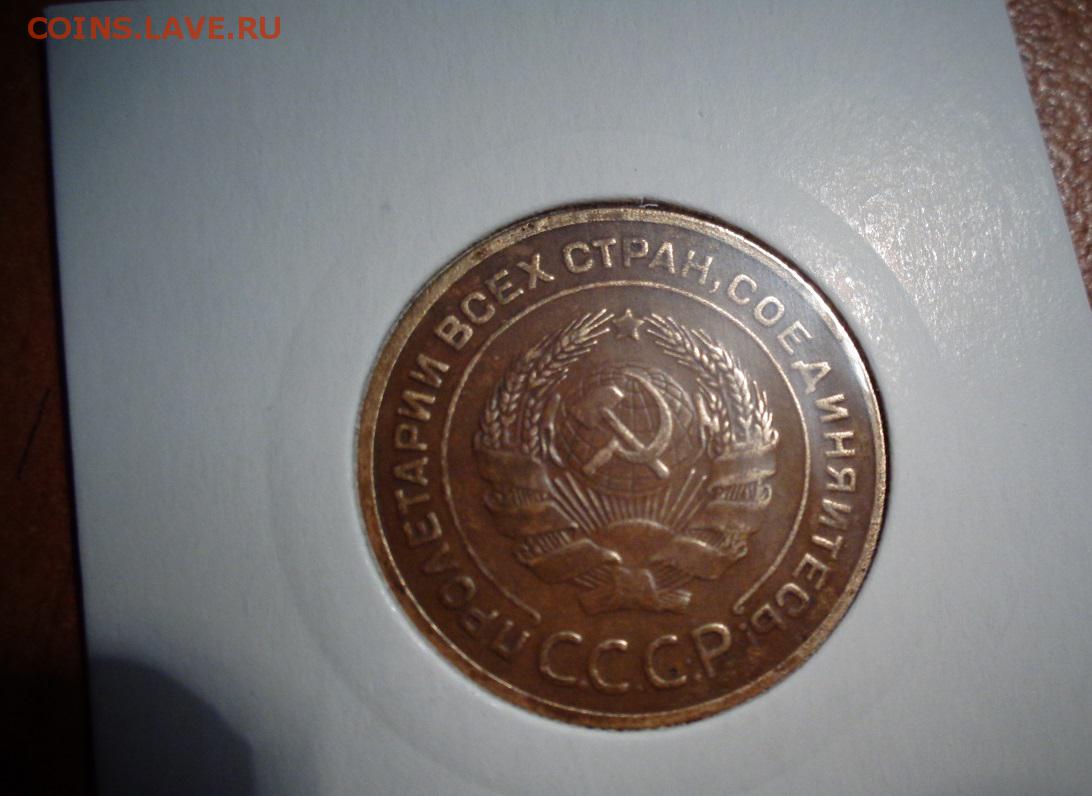 COINS.LAVE.RU
ПРОЛЕТАРИИ ВСЕХ СТРАН, СОЕДИНЯЙТЕСЬ!
С.С.С.Р.